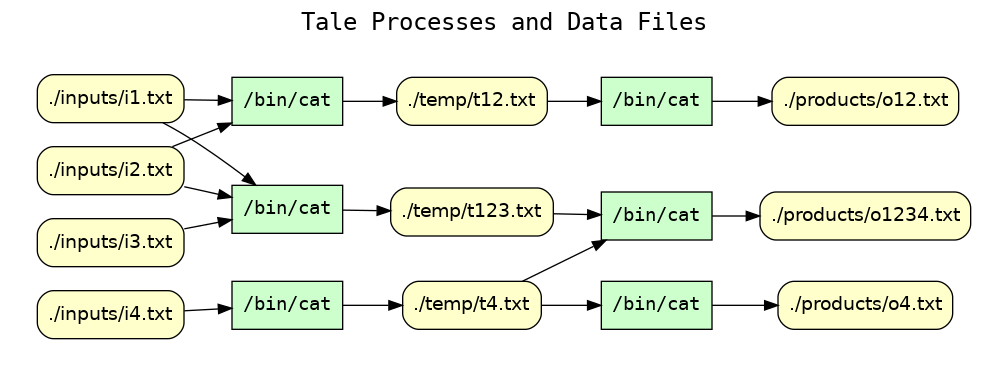 Tale Processes and Data Files
./inputs/i1.txt
/bin/cat
./temp/t12.txt
/bin/cat
./products/o12.txt
./inputs/i2.txt
./inputs/i3.txt
/bin/cat
./temp/t123.txt
/bin/cat
./products/o1234.txt
./inputs/i4.txt
/bin/cat
./temp/t4.txt
/bin/cat
./products/o4.txt